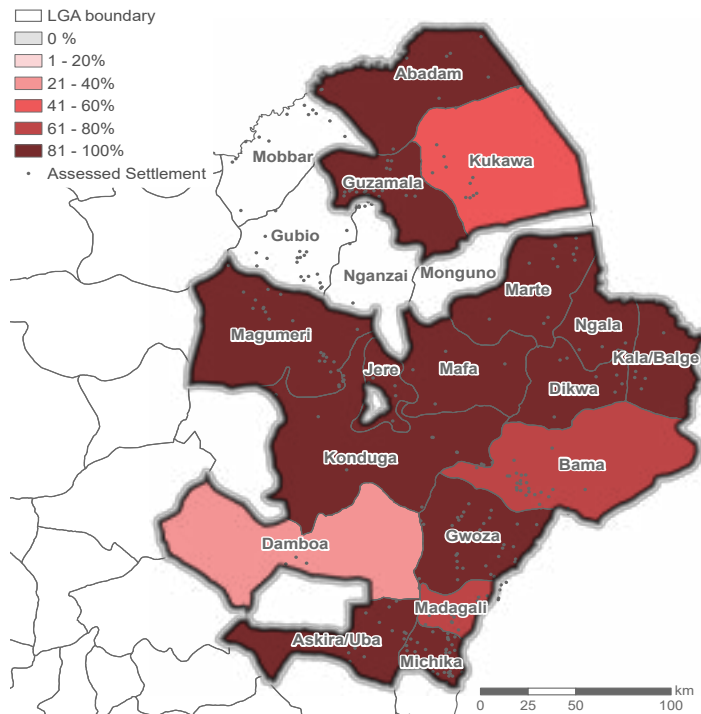 LGA boundary
0 %
1 - 20%
21 - 40%
41 - 60%
61 - 80%
81 - 100%
Assessed Settlement
Abadam
Mobbar
Kukawa
Guzamala
Gubio
Nganzai
Monguno
Marte
Magumeri
Ngala
Jere
Mafa
Kala/Balge
Dikwa
Konduga
Bama
Damboa
Gwoza
Madagali
Askira/Uba
Michika
km
0 25 50 100